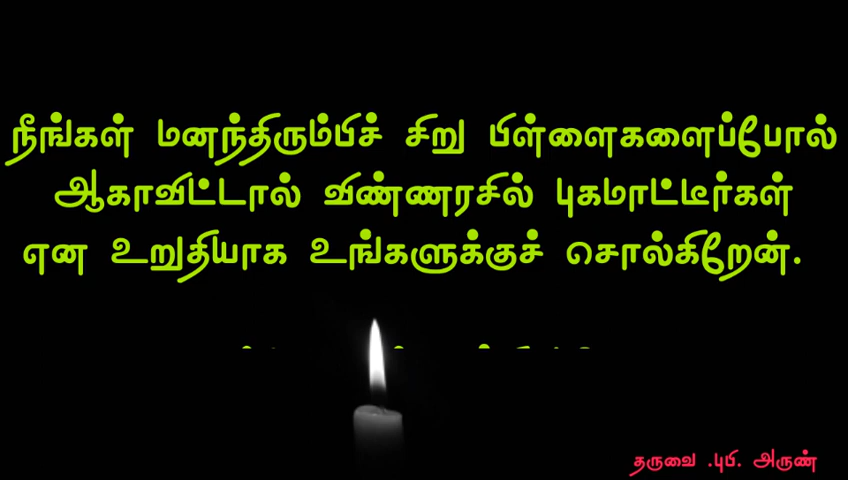 நீங்கள் மனந்திரும்பிச் சிறு பிள்ளைகளைப்போல்
ஆகாவிட்டால் விண்ணரசில் புகமாட்டீர்கள்
என உறுதியாக உங்களுக்குச் சொல்கிறேன்.
தருவை .புபி. அருண்